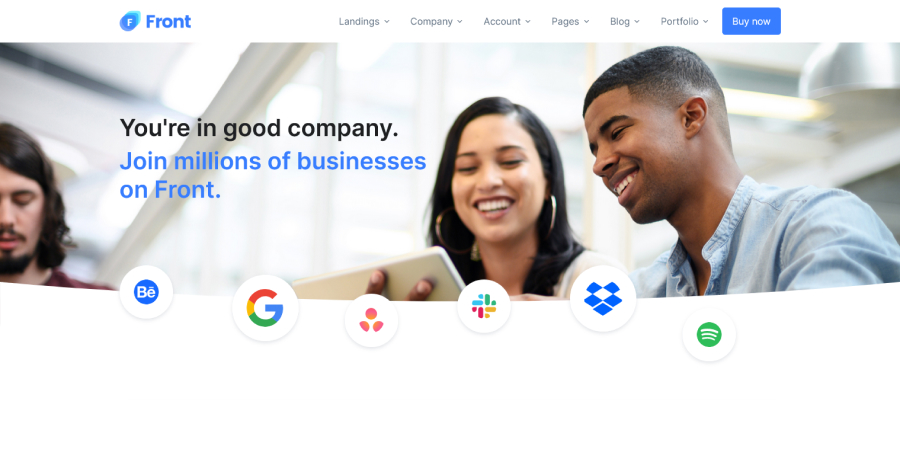 F Front
Landings
Company
Account
Pages
Blog
Portfolio
Buy now
You're in good company.
Join millions of businesses
on Front.
Bē
G